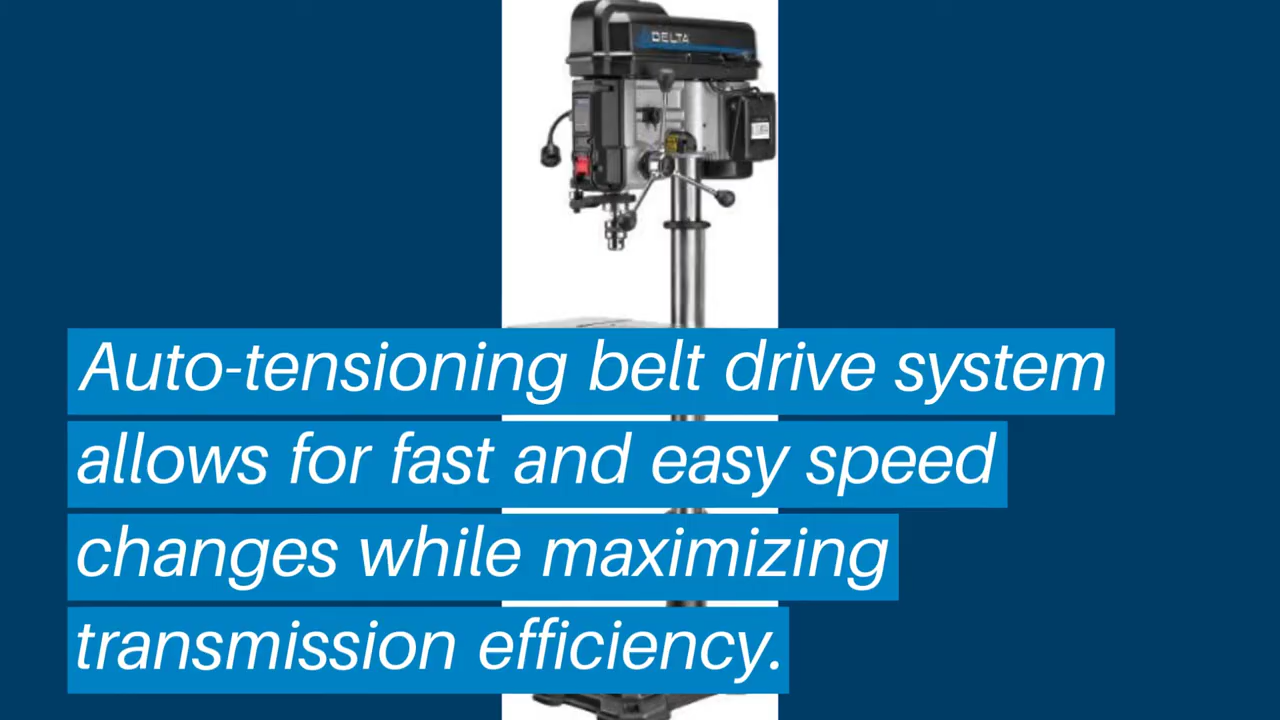 DELTA
Auto-tensioning belt drive system
allows for fast and easy speed
changes while maximizing
transmission efficiency.